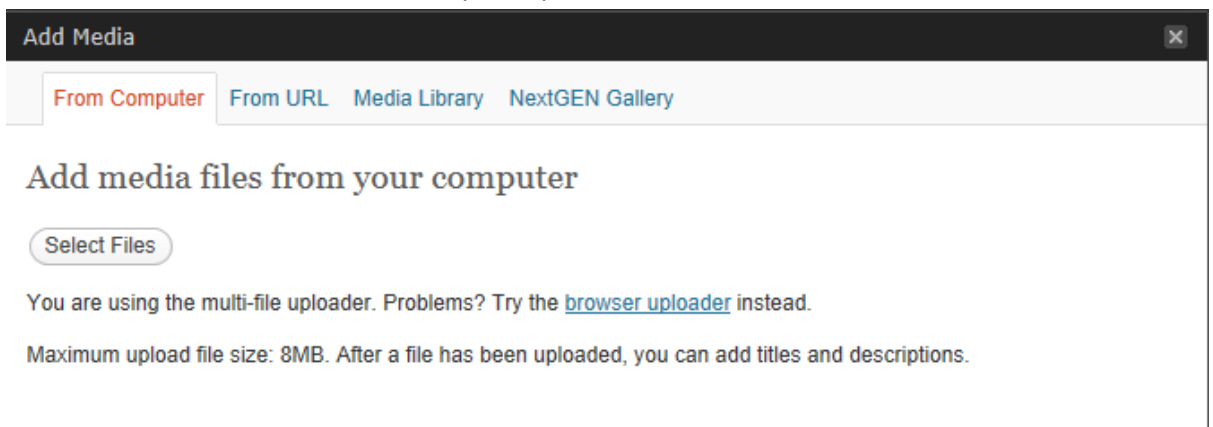 Add Media
From Computer From URL Media Library NextGEN Gallery
Add media files from your computer
Select Files
You are using the multi-file uploader. Problems? Try the browser uploader instead.
Maximum upload file size: 8MB. After a file has been uploaded, you can add titles and descriptions.